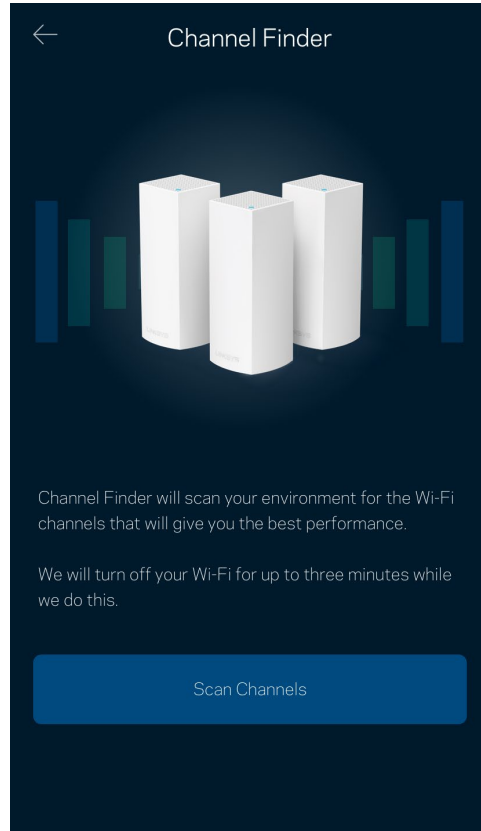 Channel Finder
Channel Finder will scan your environment for the Wi-Fi
channels that will give you the best performance.
We will turn off your Wi-Fi for up to three minutes while
we do this.
Scan Channels